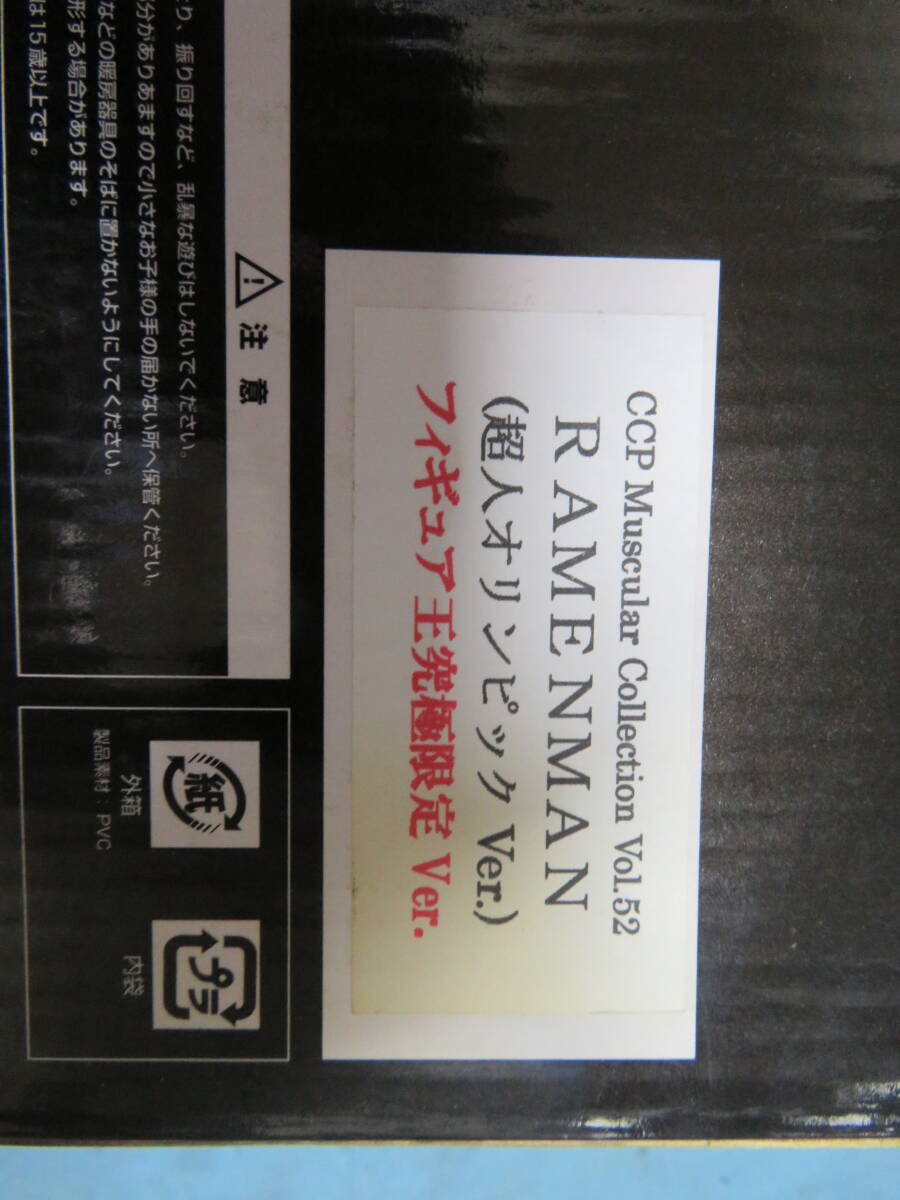 CCP Muscular Collection Vol.52
RAMENMAN
(超人オリンピック Ver.)
フィギュア王究極限定 Ver.
注意
り、振り回すなど、乱暴な遊びはしないでください。
分がありあますので小さなお子様の手の届かない所へ保管ください。
などの暖房器具のそばに置かないようにしてください。
形する場合があります。
は15歳以上です。
紙
外箱
製品素材:PVC
プラ
内袋